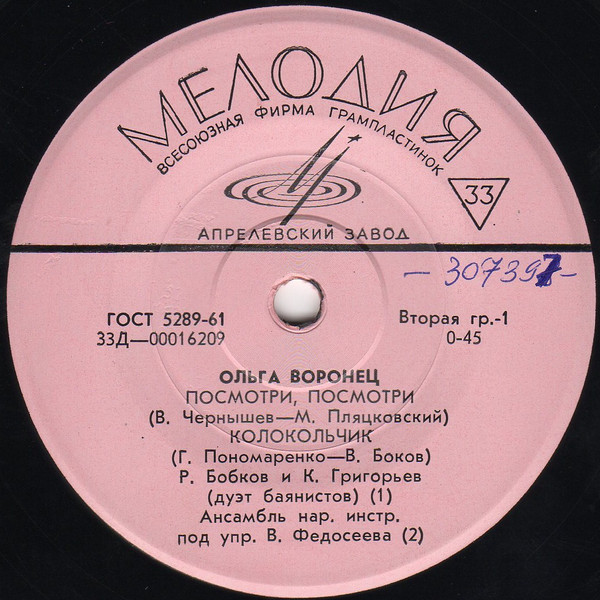 МЕЛОДИЯ
ВСЕСОЮЗНАЯ ФИРМА ГРАМПЛАСТИНОК
33
АПРЕЛЕВСКИЙ ЗАВОД
— 307397—
ГОСТ 5289-61
33Д—00016209
Вторая гр.-1
0-45
ОЛЬГА ВОРОНЕЦ
ПОСМОТРИ, ПОСМОТРИ
(В. Чернышев—М. Пляцковский)
КОЛОКОЛЬЧИК
(Г. Пономаренко—В. Боков)
Р. Бобков и К. Григорьев
(дуэт баянистов) (1)
Ансамбль нар. инстр.
под упр. В. Федосеева (2)